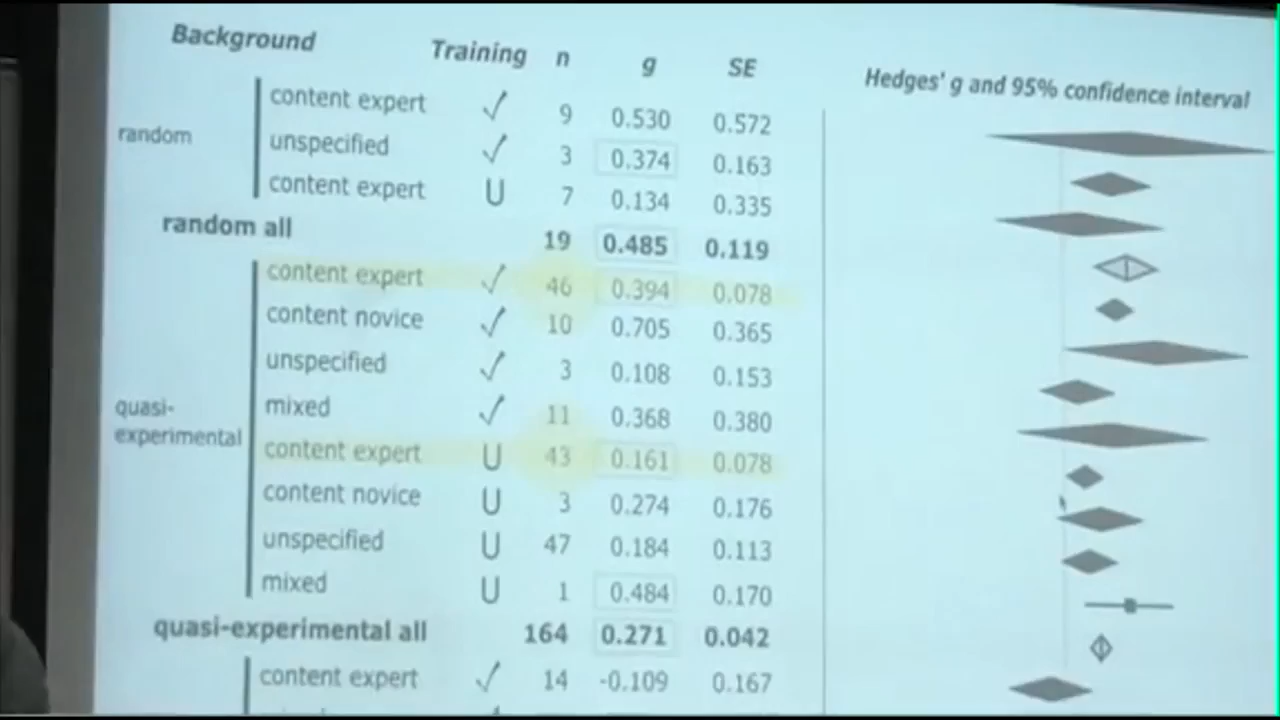 Background Training n g SE Hedges' g and 95% confidence interval
content expert ✓ 9 0.530 0.572
random
unspecified ✓ 3 0.374 0.163
content expert U 7 0.134 0.335
random all 19 0.485 0.119
content expert ✓ 46 0.394 0.078
content novice ✓ 10 0.705 0.365
unspecified ✓ 3 0.108 0.153
mixed ✓ 11 0.368 0.380
quasi-
experimental
content expert U 43 0.161 0.078
content novice U 3 0.274 0.176
unspecified U 47 0.184 0.113
mixed U 1 0.484 0.170
quasi-experimental all 164 0.271 0.042
content expert ✓ 14 -0.109 0.167